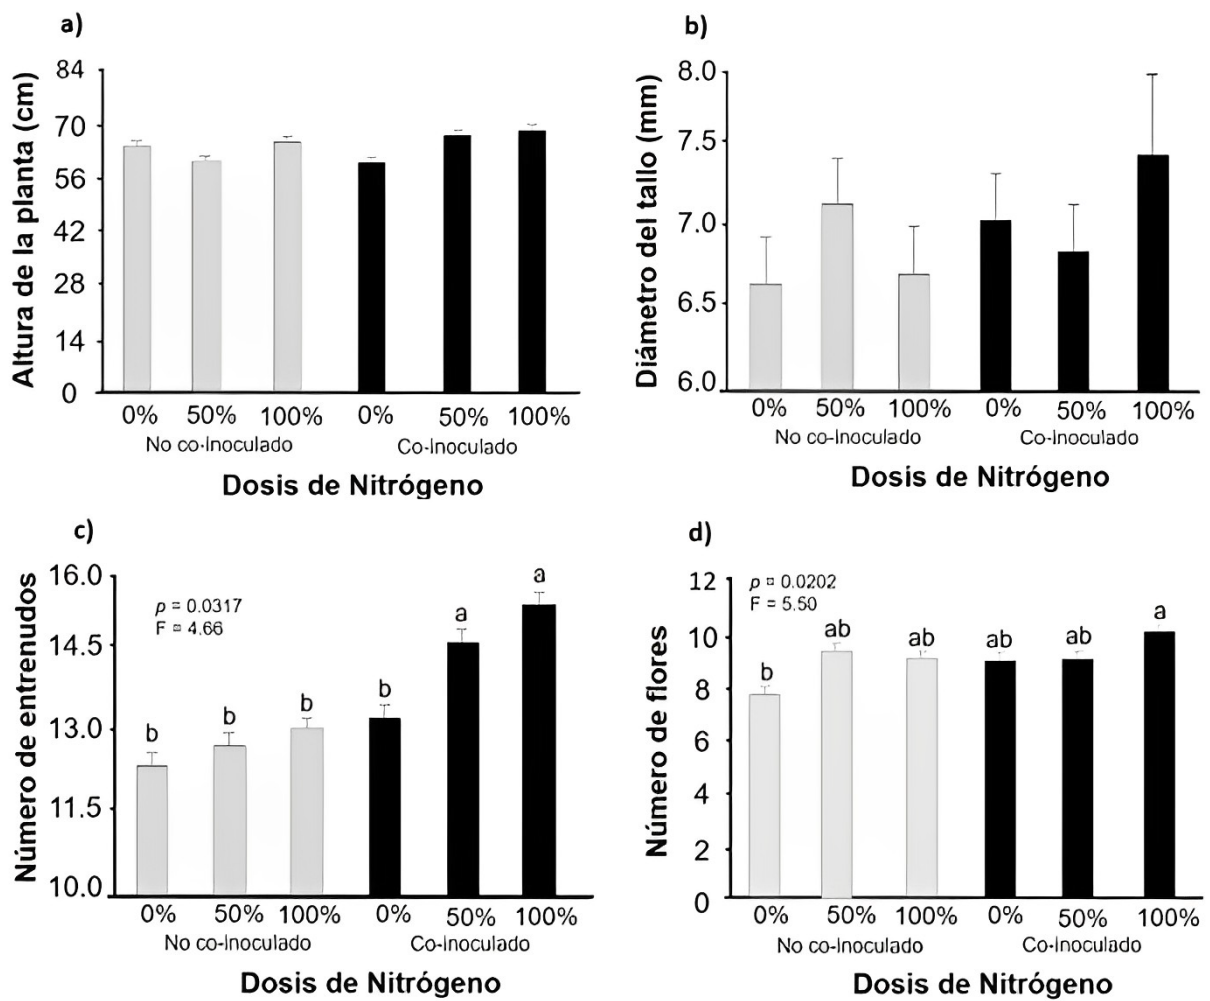 a)
Altura de la planta (cm)
84
70
56
42
28
14
0
0% 50% 100% 0% 50% 100%
No co-Inoculado Co-Inoculado
Dosis de Nitrógeno
b)
Diámetro del tallo (mm)
8.0
7.5
7.0
6.5
6.0
0% 50% 100% 0% 50% 100%
No co-Inoculado Co-Inoculado
Dosis de Nitrógeno
c)
Número de entrenudos
16.0
14.5
13.0
11.5
10.0
p = 0.0317
F = 4.66
b b b b a a
0% 50% 100% 0% 50% 100%
No co-Inoculado Co-Inoculado
Dosis de Nitrógeno
d)
Número de flores
12
10
8
6
4
2
0
p = 0.0202
F = 5.50
b ab ab ab ab a
0% 50% 100% 0% 50% 100%
No co-Inoculado Co-Inoculado
Dosis de Nitrógeno